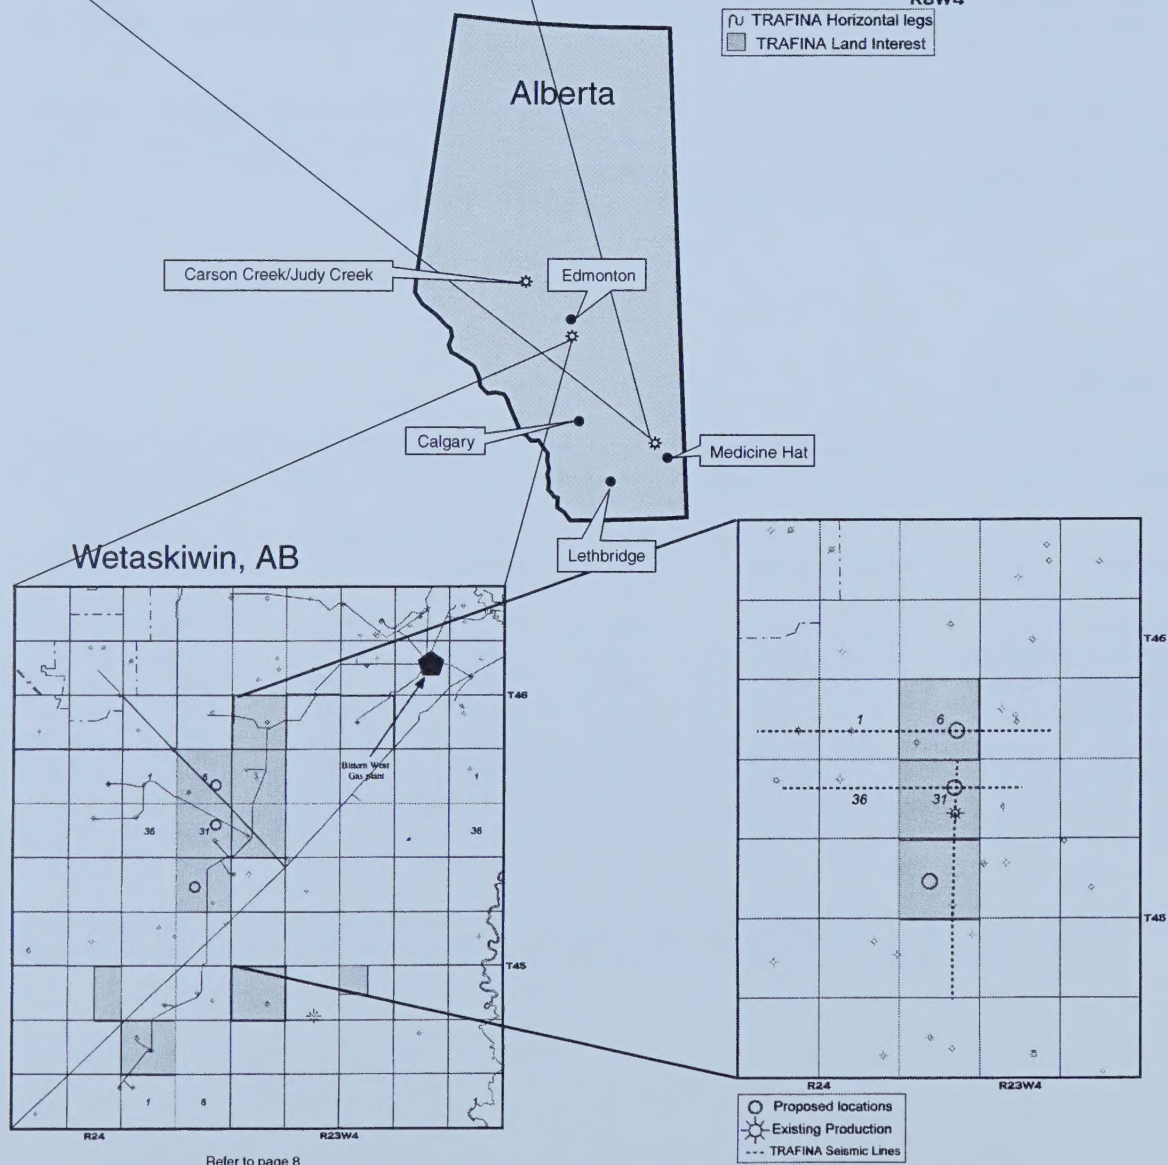 R8W4
TRAFINA Horizontal legs
TRAFINA Land Interest
Alberta
Carson Creek/Judy Creek
Edmonton
Calgary
Medicine Hat
Lethbridge
Wetaskiwin, AB
T46
Bittern West
Gas plant
1
6
1
36
31
36
T45
6
1
6
R24
R23W4
Refer to page 8
T46
1
6
36
31
T45
R24
R23W4
Proposed locations
Existing Production
TRAFINA Seismic Lines